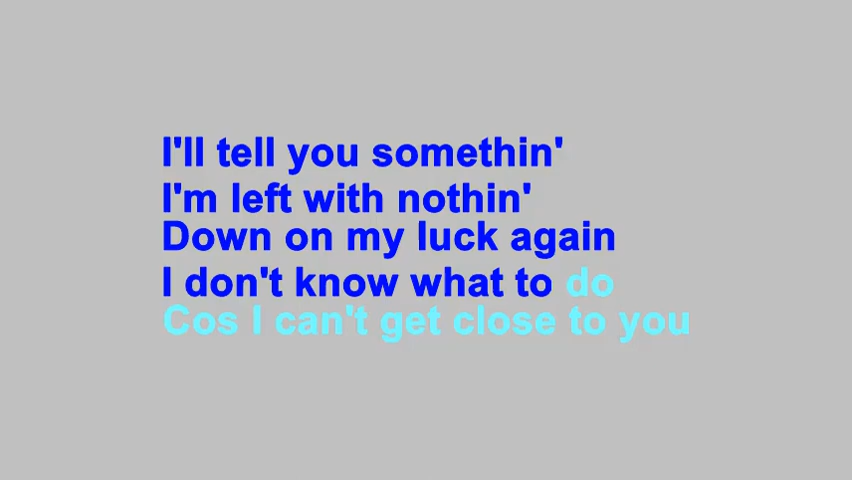 I'll tell you somethin'
I'm left with nothin'
Down on my luck again
I don't know what to do
Cos I can't get close to you